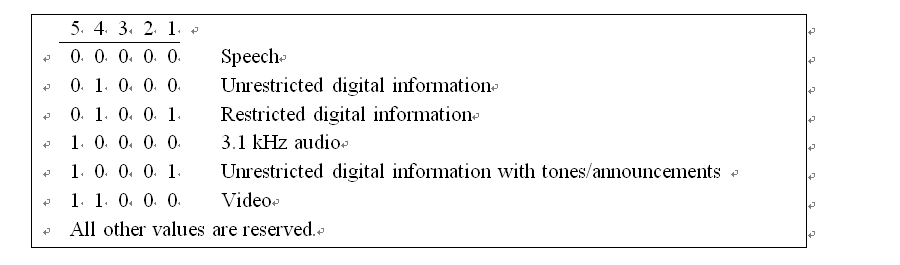 5 4 3 2 1
0 0 0 0 0 Speech
0 1 0 0 0 Unrestricted digital information
0 1 0 0 1 Restricted digital information
1 0 0 0 0 3.1 kHz audio
1 0 0 0 1 Unrestricted digital information with tones/announcements
1 1 0 0 0 Video
All other values are reserved.